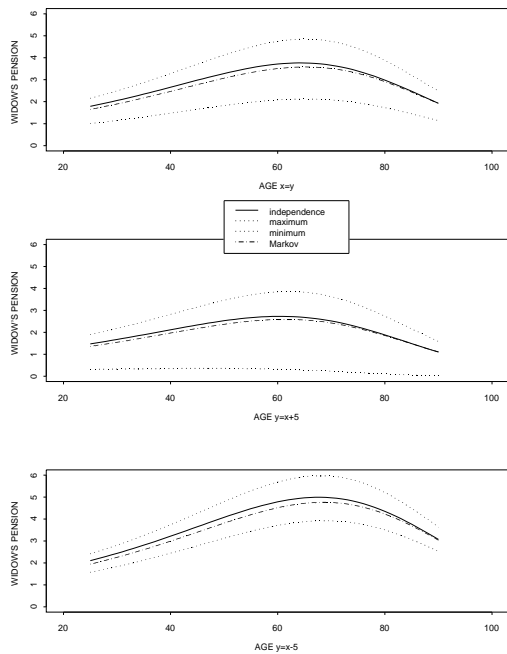 WIDOW'S PENSION
0 1 2 3 4 5 6
20 40 60 80 100
AGE x=y
independence
maximum
minimum
Markov
WIDOW'S PENSION
0 1 2 3 4 5 6
20 40 60 80 100
AGE y=x+5
WIDOW'S PENSION
0 1 2 3 4 5 6
20 40 60 80 100
AGE y=x-5